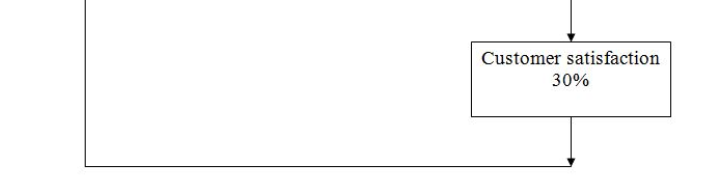 Customer satisfaction
30%